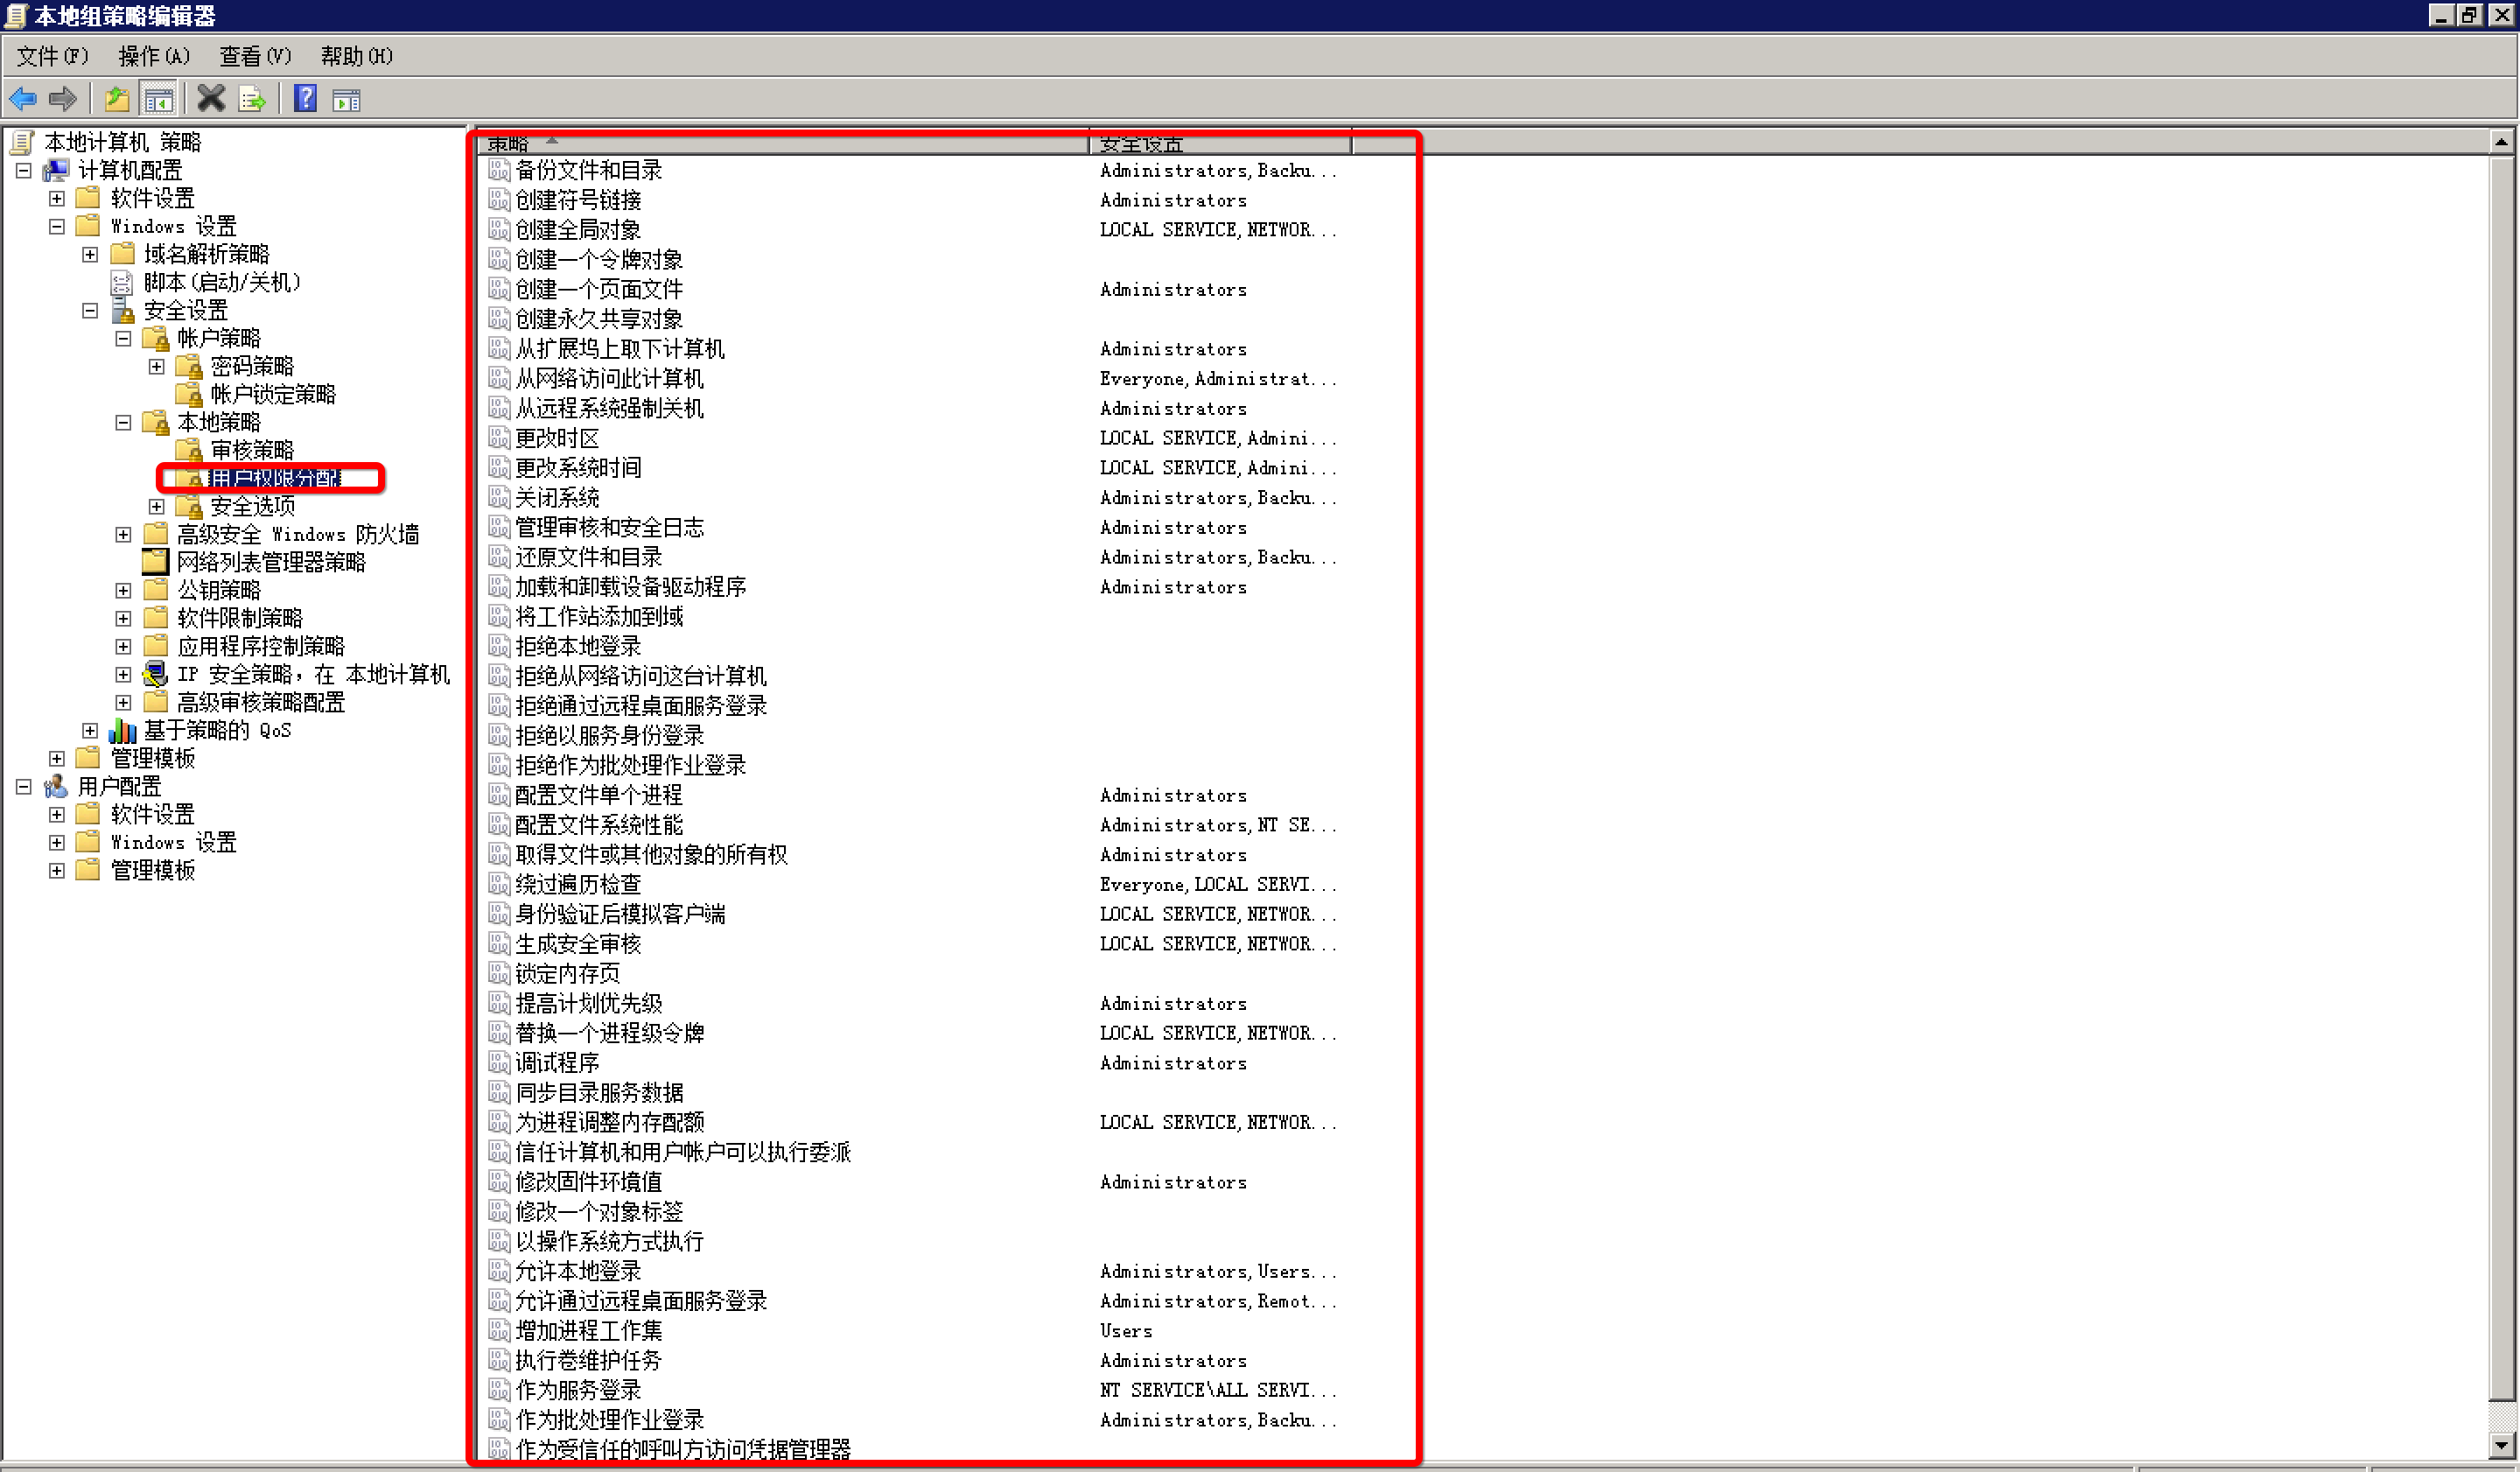 本地组策略编辑器
文件(F) 操作(A) 查看(V) 帮助(H)
本地计算机 策略
计算机配置
软件设置
Windows 设置
域名解析策略
脚本(启动/关机)
安全设置
帐户策略
密码策略
帐户锁定策略
本地策略
审核策略
用户权限分配
安全选项
高级安全 Windows 防火墙
网络列表管理器策略
公钥策略
软件限制策略
应用程序控制策略
IP 安全策略，在 本地计算机
高级审核策略配置
基于策略的 QoS
管理模板
用户配置
软件设置
Windows 设置
管理模板
策略 安全设置
备份文件和目录 Administrators,Backu...
创建符号链接 Administrators
创建全局对象 LOCAL SERVICE,NETWOR...
创建一个令牌对象
创建一个页面文件 Administrators
创建永久共享对象
从扩展坞上取下计算机 Administrators
从网络访问此计算机 Everyone,Administrat...
从远程系统强制关机 Administrators
更改时区 LOCAL SERVICE,Admini...
更改系统时间 LOCAL SERVICE,Admini...
关闭系统 Administrators,Backu...
管理审核和安全日志 Administrators
还原文件和目录 Administrators,Backu...
加载和卸载设备驱动程序 Administrators
将工作站添加到域
拒绝本地登录
拒绝从网络访问这台计算机
拒绝通过远程桌面服务登录
拒绝以服务身份登录
拒绝作为批处理作业登录
配置文件单个进程 Administrators
配置文件系统性能 Administrators,NT SE...
取得文件或其他对象的所有权 Administrators
绕过遍历检查 Everyone,LOCAL SERVI...
身份验证后模拟客户端 LOCAL SERVICE,NETWOR...
生成安全审核 LOCAL SERVICE,NETWOR...
锁定内存页
提高计划优先级 Administrators
替换一个进程级令牌 LOCAL SERVICE,NETWOR...
调试程序 Administrators
同步目录服务数据
为进程调整内存配额 LOCAL SERVICE,NETWOR...
信任计算机和用户帐户可以执行委派
修改固件环境值 Administrators
修改一个对象标签
以操作系统方式执行
允许本地登录 Administrators,Users...
允许通过远程桌面服务登录 Administrators,Remot...
增加进程工作集 Users
执行卷维护任务 Administrators
作为服务登录 NT SERVICE\ALL SERVI...
作为批处理作业登录 Administrators,Backu...
作为受信任的呼叫方访问凭据管理器